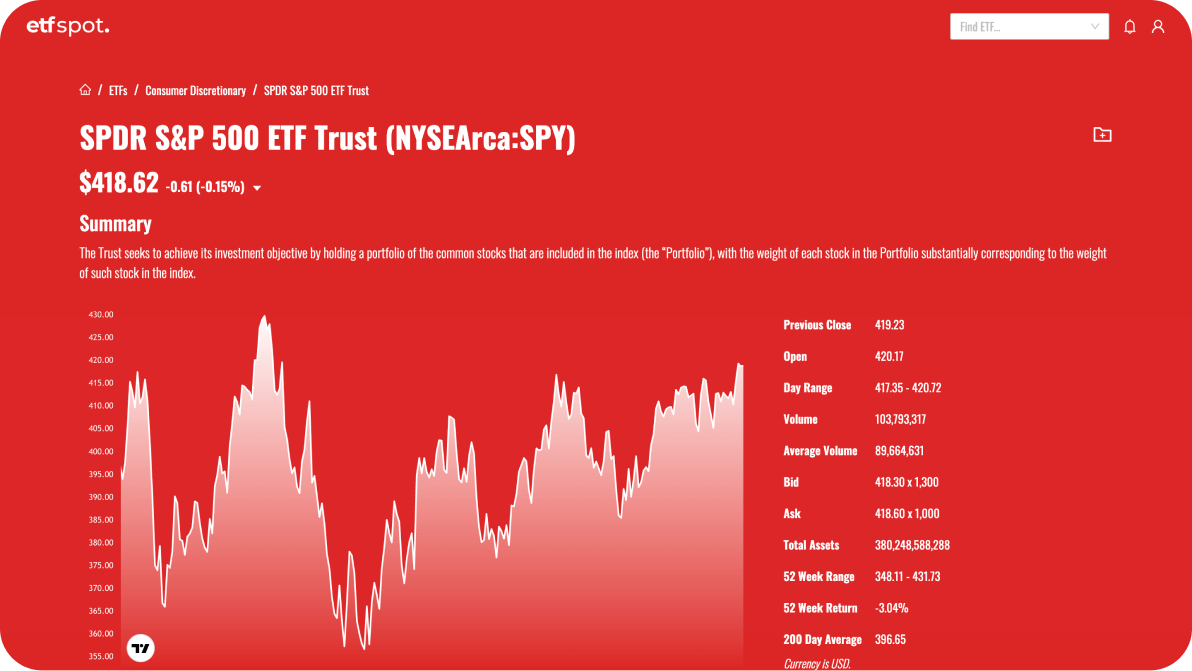 etfspot.
Find ETF...
/ ETFs / Consumer Discretionary / SPDR S&P 500 ETF Trust
SPDR S&P 500 ETF Trust (NYSEArca:SPY)
$418.62 -0.61 (-0.15%)
Summary
The Trust seeks to achieve its investment objective by holding a portfolio of the common stocks that are included in the index (the “Portfolio”), with the weight of each stock in the Portfolio substantially corresponding to the weight
of such stock in the index.
430.00
425.00
420.00
415.00
410.00
405.00
400.00
395.00
390.00
385.00
380.00
375.00
370.00
365.00
360.00
355.00
Previous Close 419.23
Open 420.17
Day Range 417.35 - 420.72
Volume 103,793,317
Average Volume 89,664,631
Bid 418.30 x 1,300
Ask 418.60 x 1,000
Total Assets 380,248,588,288
52 Week Range 348.11 - 431.73
52 Week Return -3.04%
200 Day Average 396.65
Currency is USD.